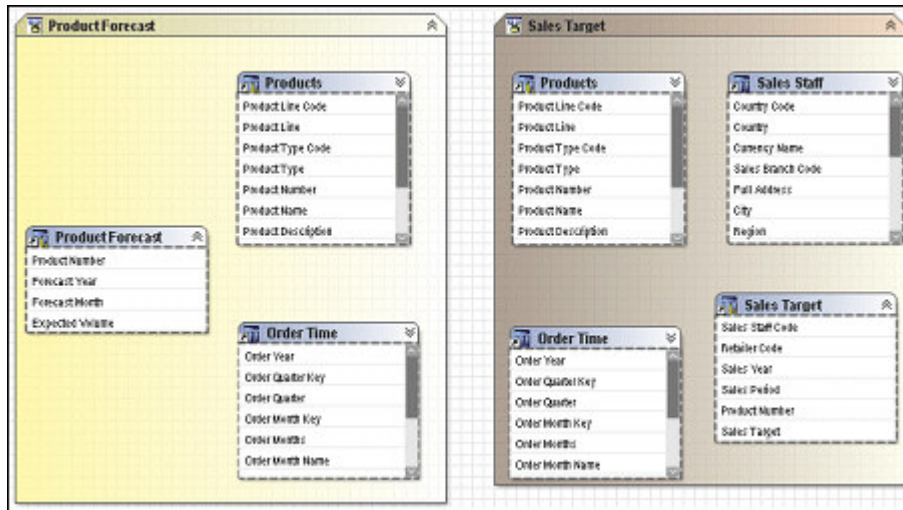 Product Forecast
Products
Product Line Code
Product Line
Product Type Code
Product Type
Product Number
Product Name
Product Description
Product Forecast
Product Number
Forecast Year
Forecast Month
Expected Volume
Order Time
Order Year
Order Quarter Key
Order Quarter
Order Month Key
Order Months
Order Month Name
Sales Target
Products
Product Line Code
Product Line
Product Type Code
Product Type
Product Number
Product Name
Product Description
Sales Staff
Country Code
Country
Currency Name
Sales Branch Code
Full Address
City
Region
Order Time
Order Year
Order Quarter Key
Order Quarter
Order Month Key
Order Months
Order Month Name
Sales Target
Sales Staff Code
Retailer Code
Sales Year
Sales Period
Product Number
Sales Target